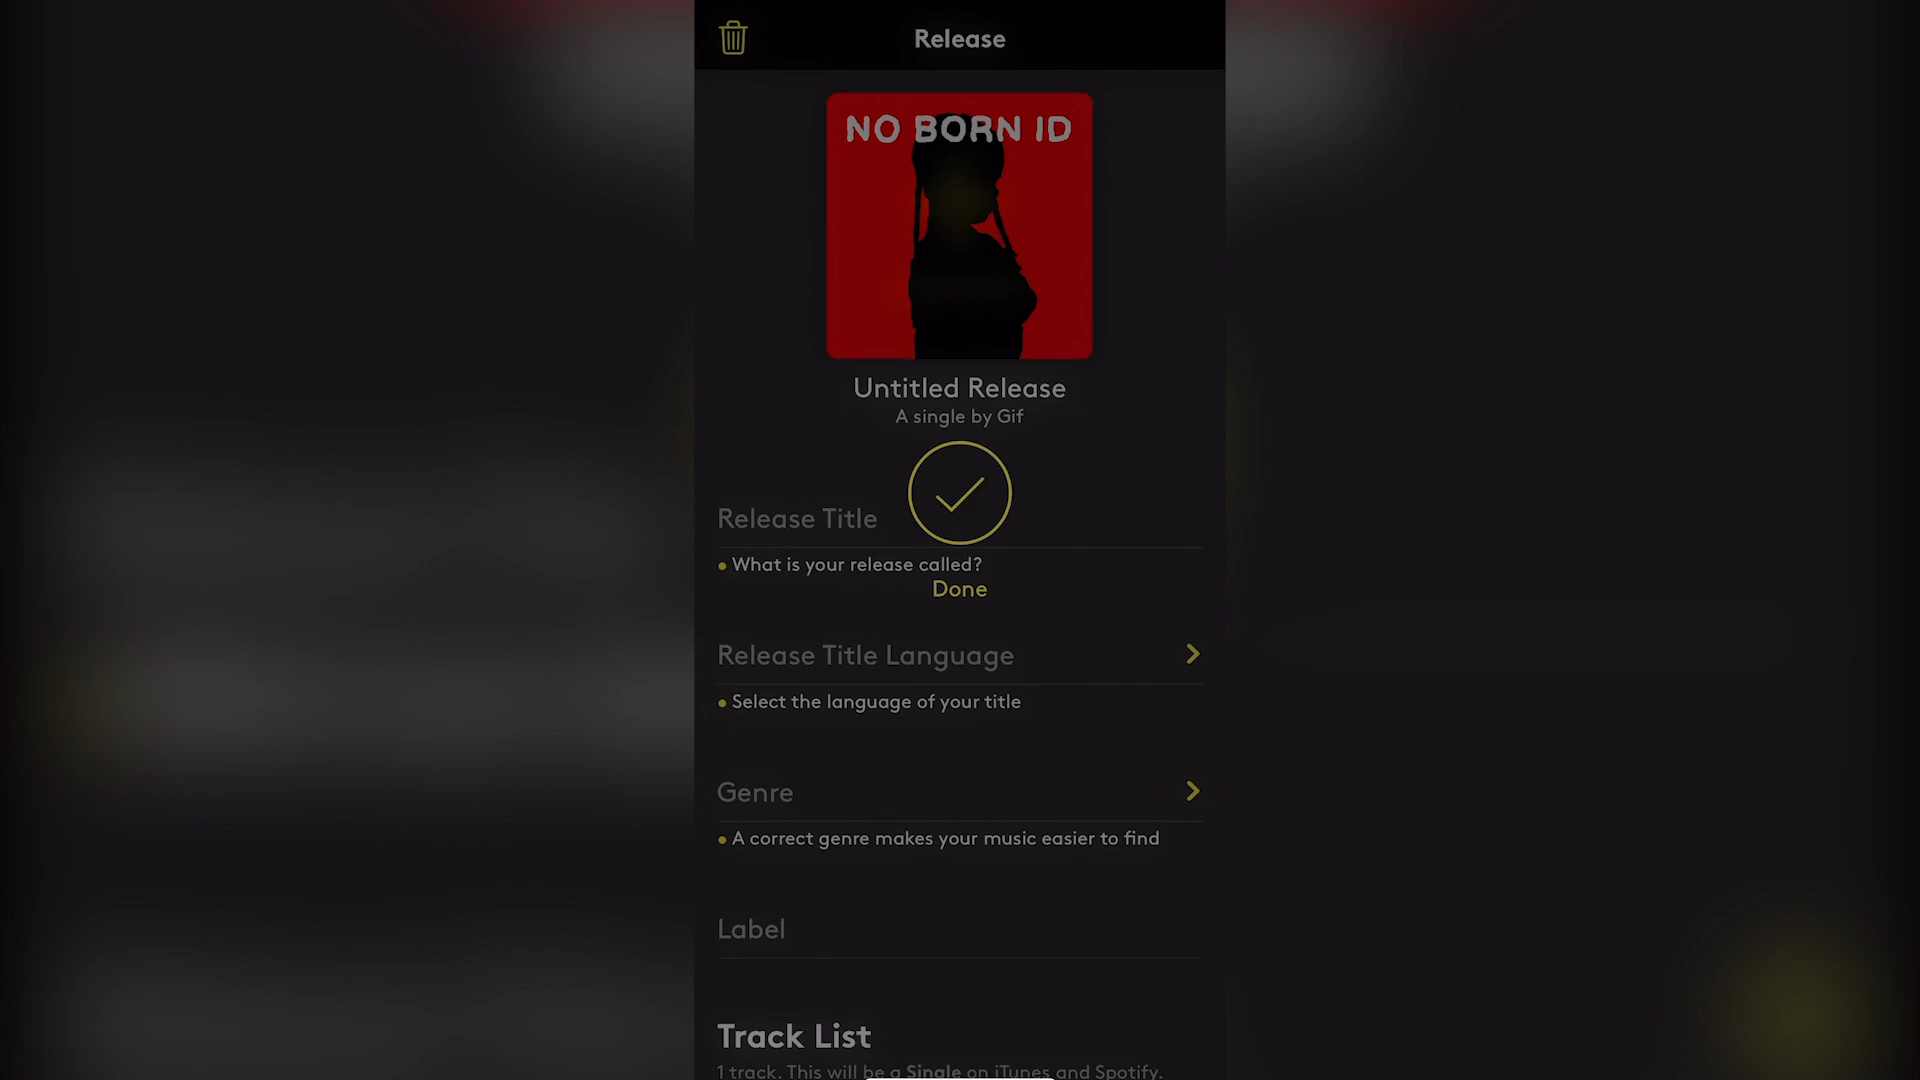 Release
NO BORN ID
Untitled Release
A single by Gif
Release Title
What is your release called?
Done
Release Title Language
Select the language of your title
Genre
A correct genre makes your music easier to find
Label
Track List
1 track. This will be a Single on iTunes and Spotify.